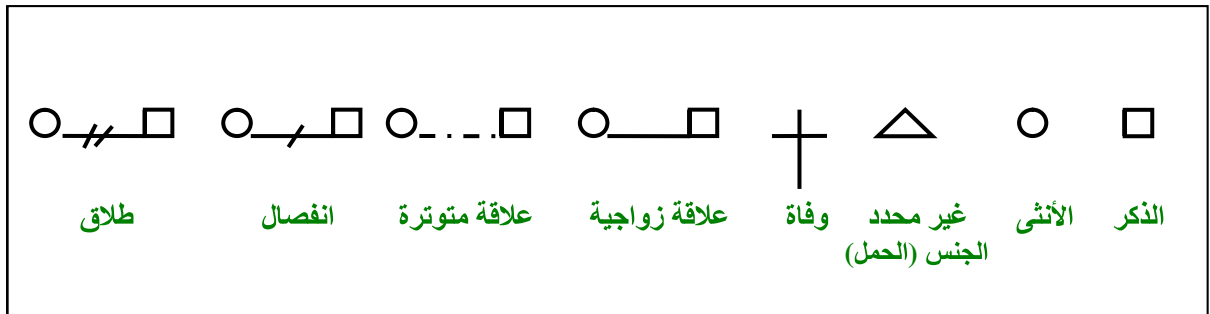 الذكر
الأنثى
غير محدد
الجنس (الحمل)
وفاة
علاقة زواجية
علاقة متوترة
انفصال
طلاق